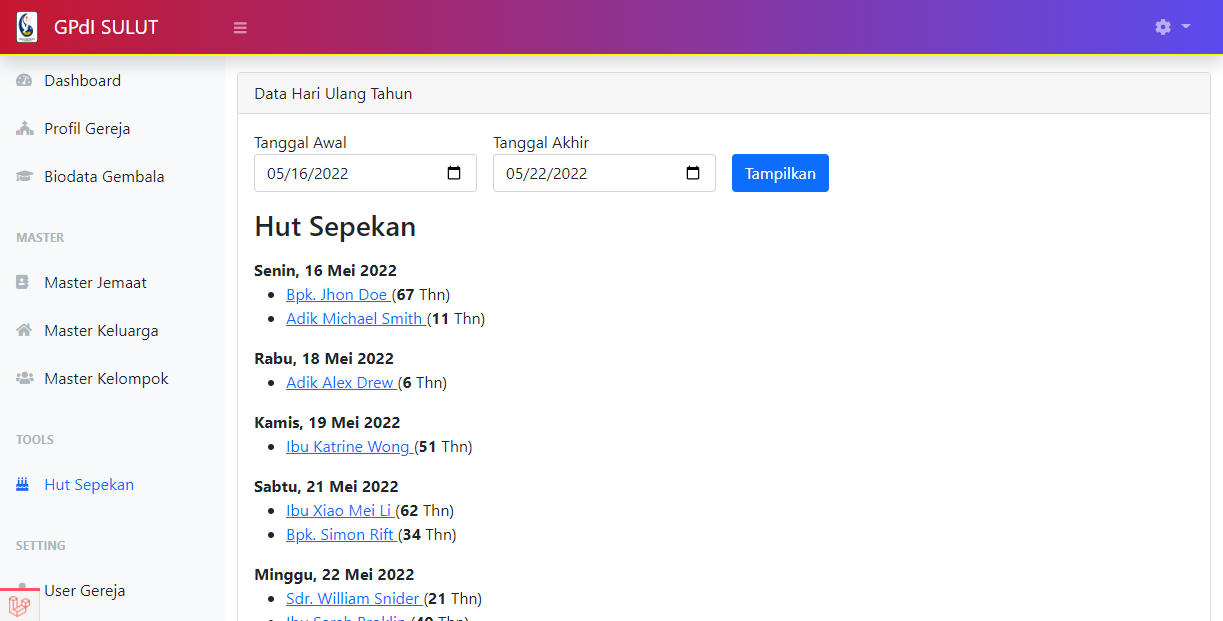 GPdI SULUT
Dashboard
Profil Gereja
Biodata Gembala
MASTER
Master Jemaat
Master Keluarga
Master Kelompok
TOOLS
Hut Sepekan
SETTING
User Gereja
Data Hari Ulang Tahun
Tanggal Awal
Tanggal Akhir
05/16/2022
05/22/2022
Tampilkan
Hut Sepekan
Senin, 16 Mei 2022
Bpk. Jhon Doe (67 Thn)
Adik Michael Smith (11 Thn)
Rabu, 18 Mei 2022
Adik Alex Drew (6 Thn)
Kamis, 19 Mei 2022
Ibu Katrine Wong (51 Thn)
Sabtu, 21 Mei 2022
Ibu Xiao Mei Li (62 Thn)
Bpk. Simon Rift (34 Thn)
Minggu, 22 Mei 2022
Sdr. William Snider (21 Thn)
Ibu Sarah